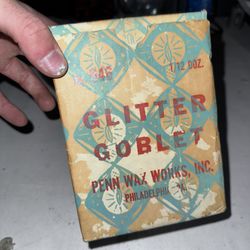 1/12 DOZ.
GLITTER
GOBLET
PENN WAX WORKS, INC.
PHILADELPHIA